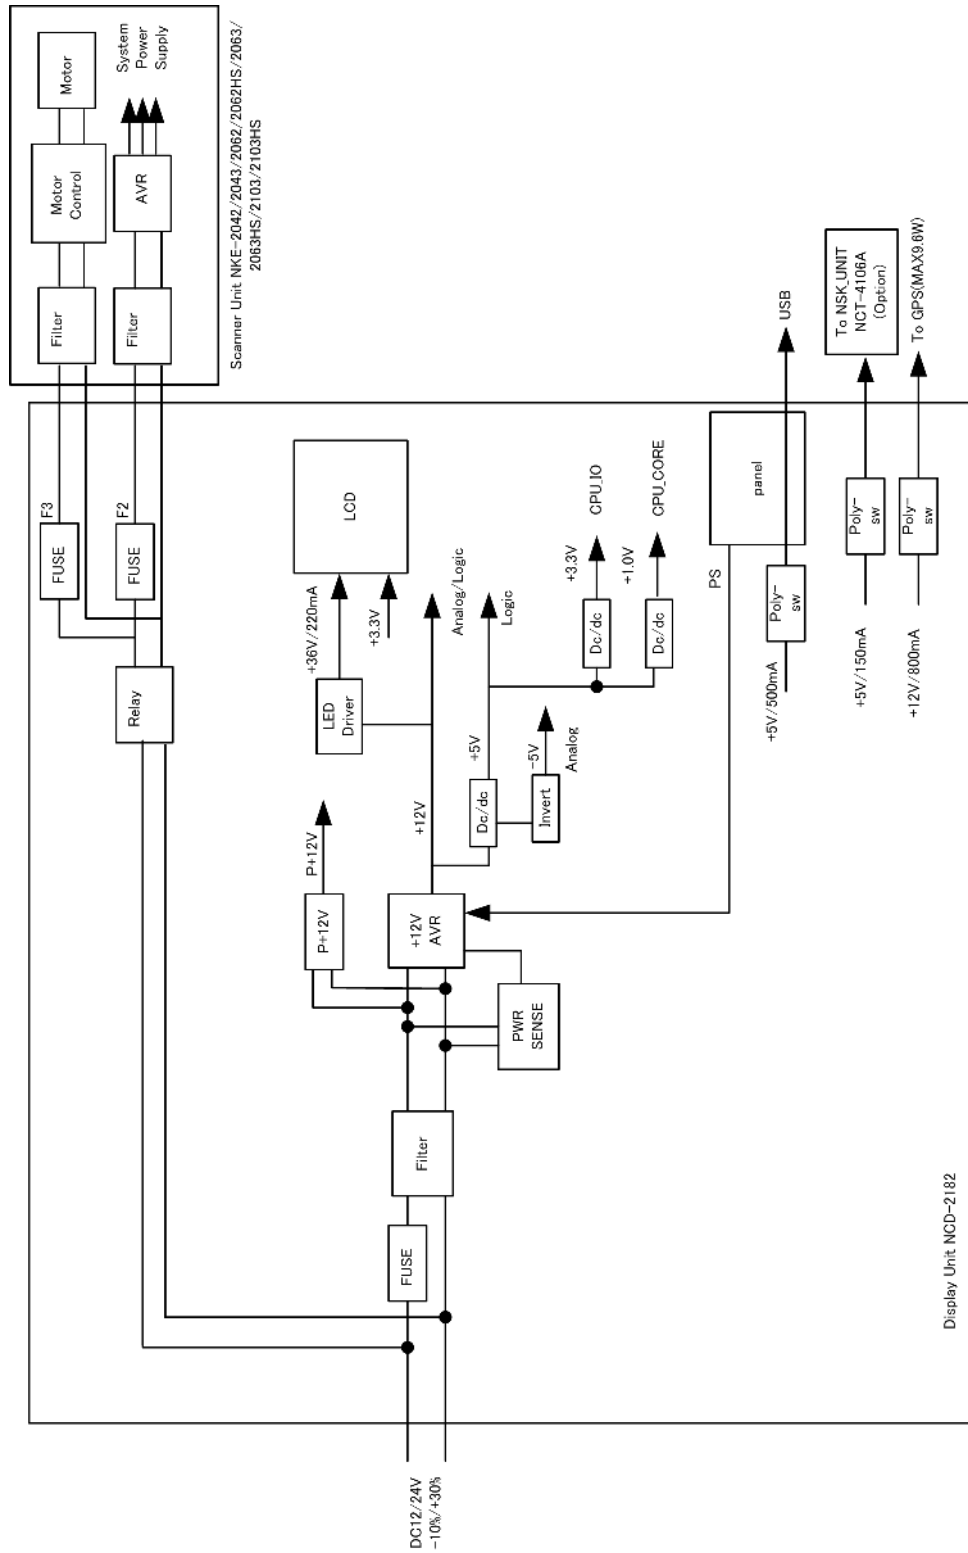 Motor
System
Power
Supply
Motor
Control
AVR
Filter
Filter
Scanner Unit NKE-2042/2043/2062/2062HS/2063/
2063HS/2103/2103HS
F3
FUSE
F2
FUSE
Relay
LCD
+36V/220mA
+3.3V
LED
Driver
Analog/Logic
Logic
+3.3V
CPU_IO
+1.0V
CPU_CORE
Dc/dc
Dc/dc
P+12V
P+12V
+12V
+5V
Dc/dc
-5V
Analog
Invert
+12V
AVR
PWR
SENSE
Filter
FUSE
DC12/24V
-10%/+30%
PS
panel
USB
Poly-
sw
+5V/500mA
To NSK_UNIT
NCT-4106A
(Option)
Poly-
sw
+5V/150mA
To GPS(MAX9.6W)
Poly-
sw
+12V/800mA
Display Unit NCD-2182